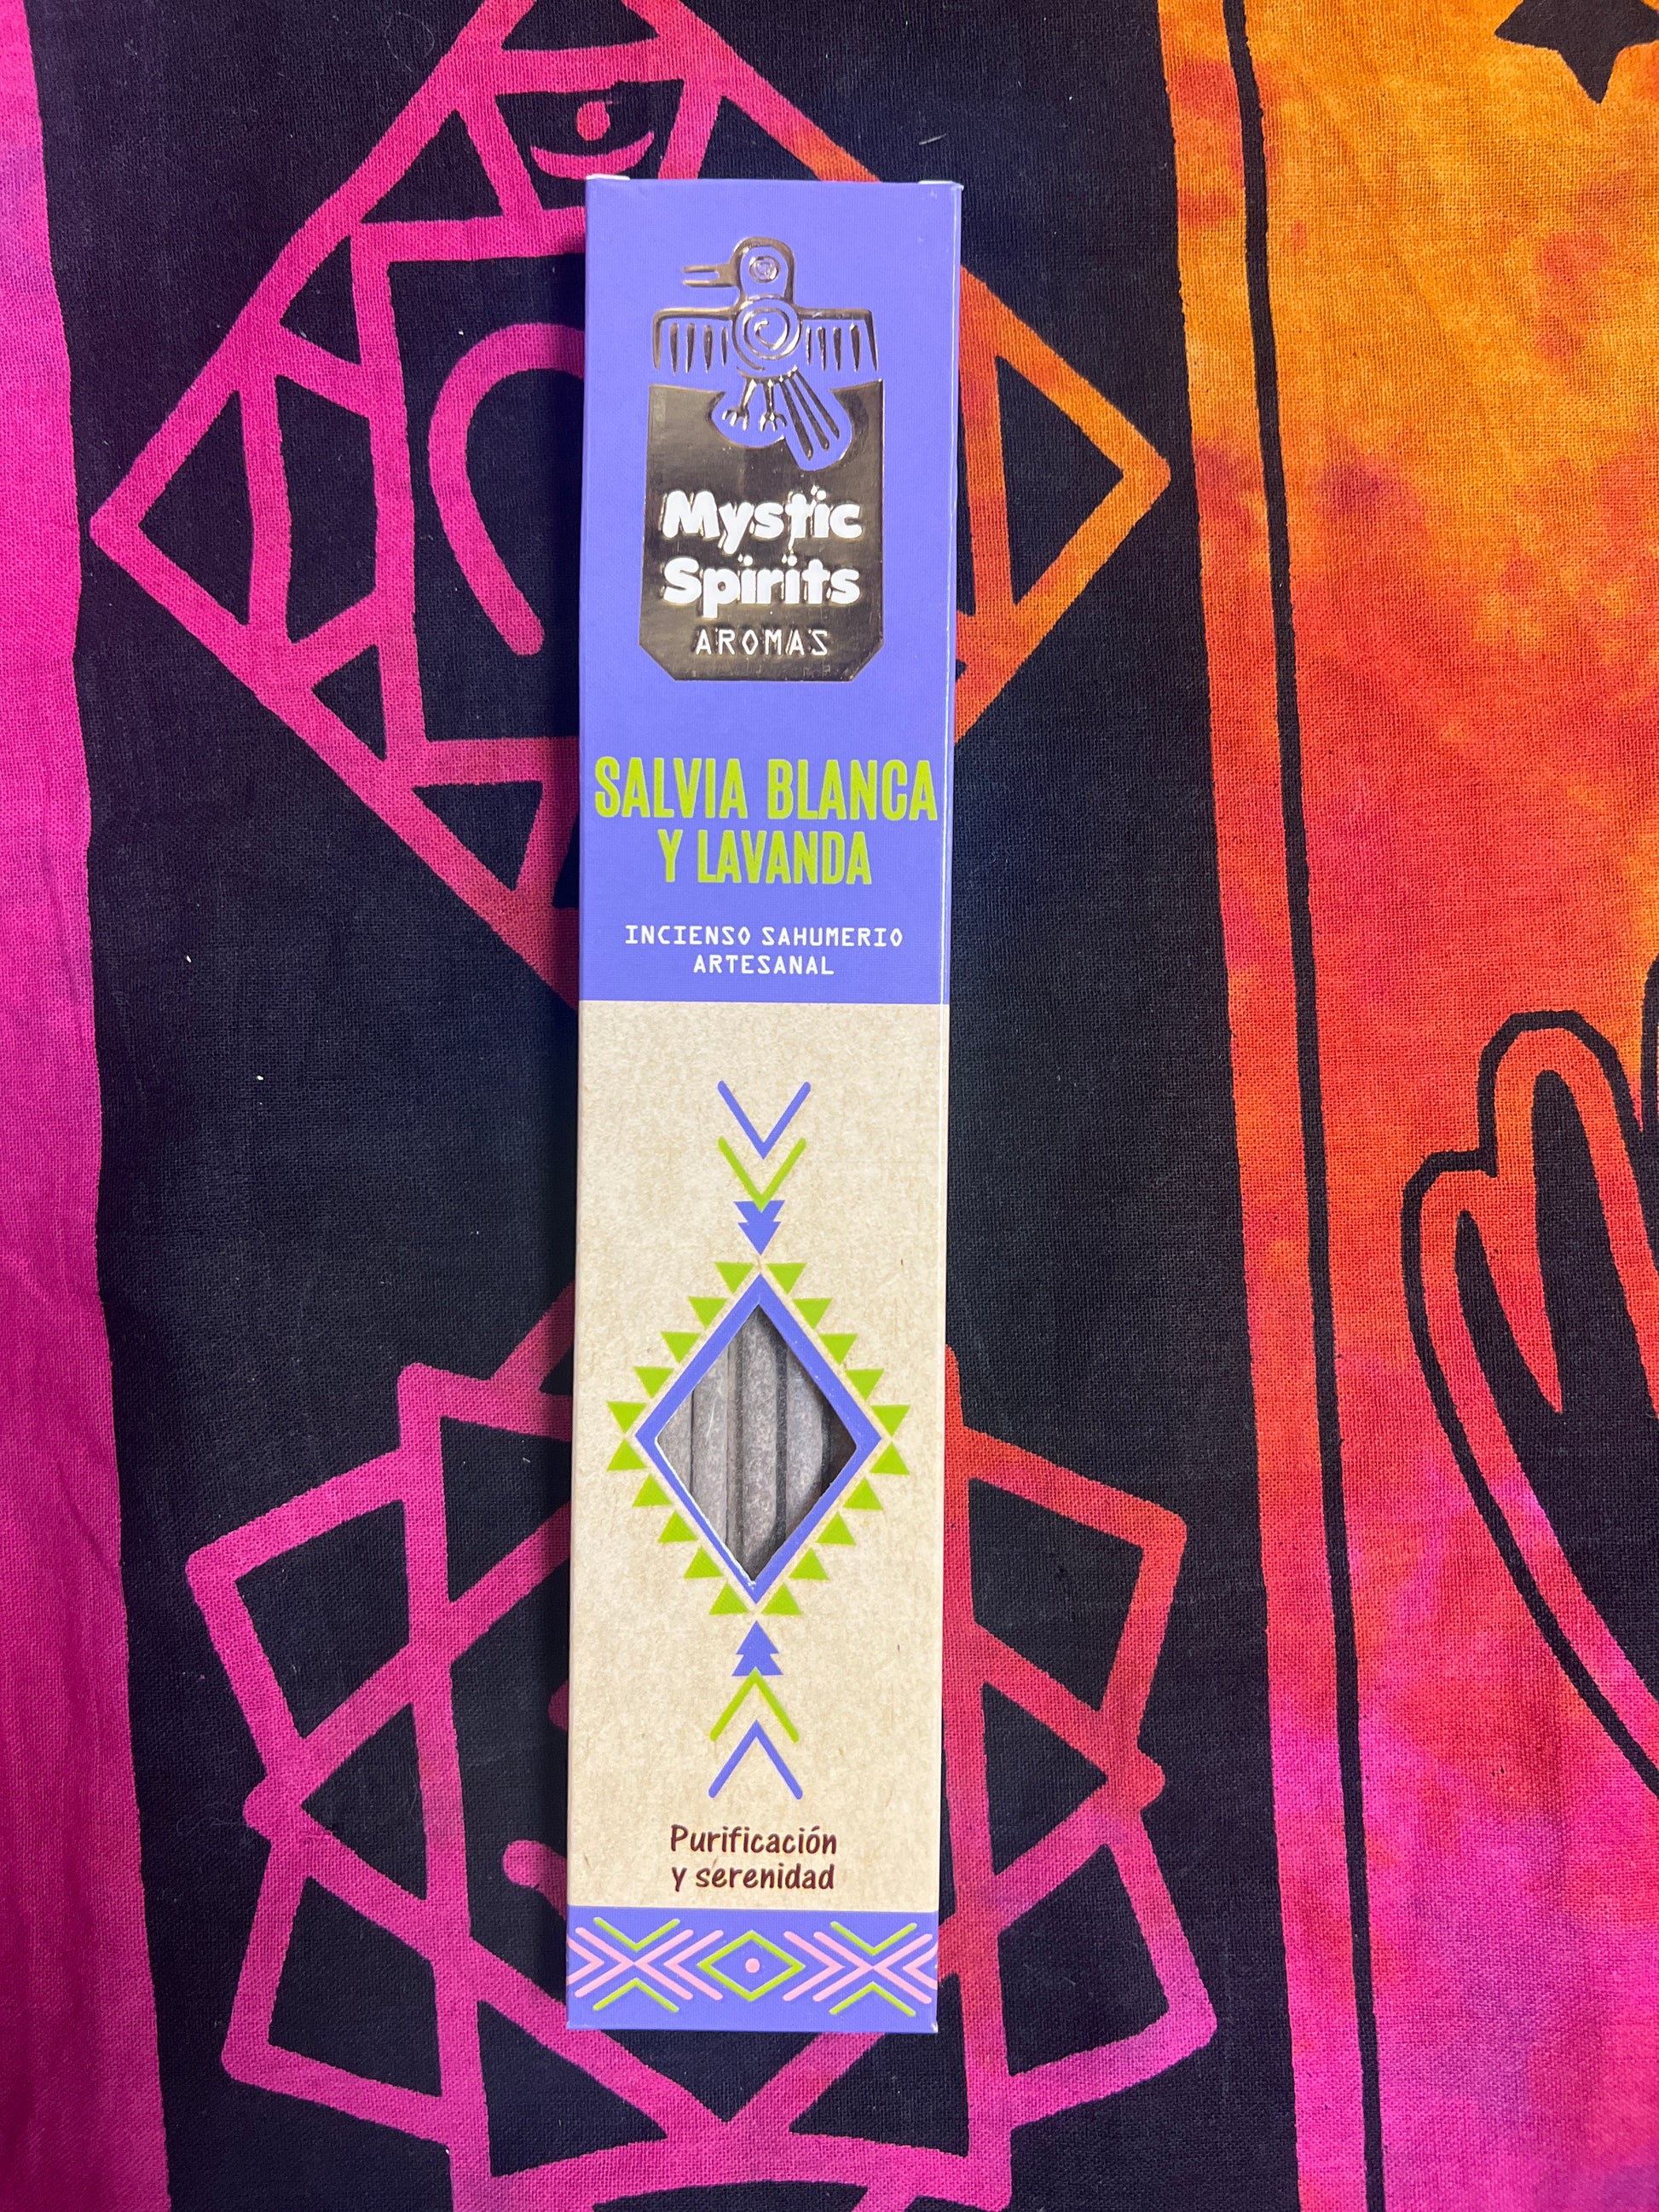 Mystic
Spirits
AROMAS
SALVIA BLANCA
Y LAVANDA
INCIENSO SAHUMERIO
ARTESANAL
Purificación
y serenidad